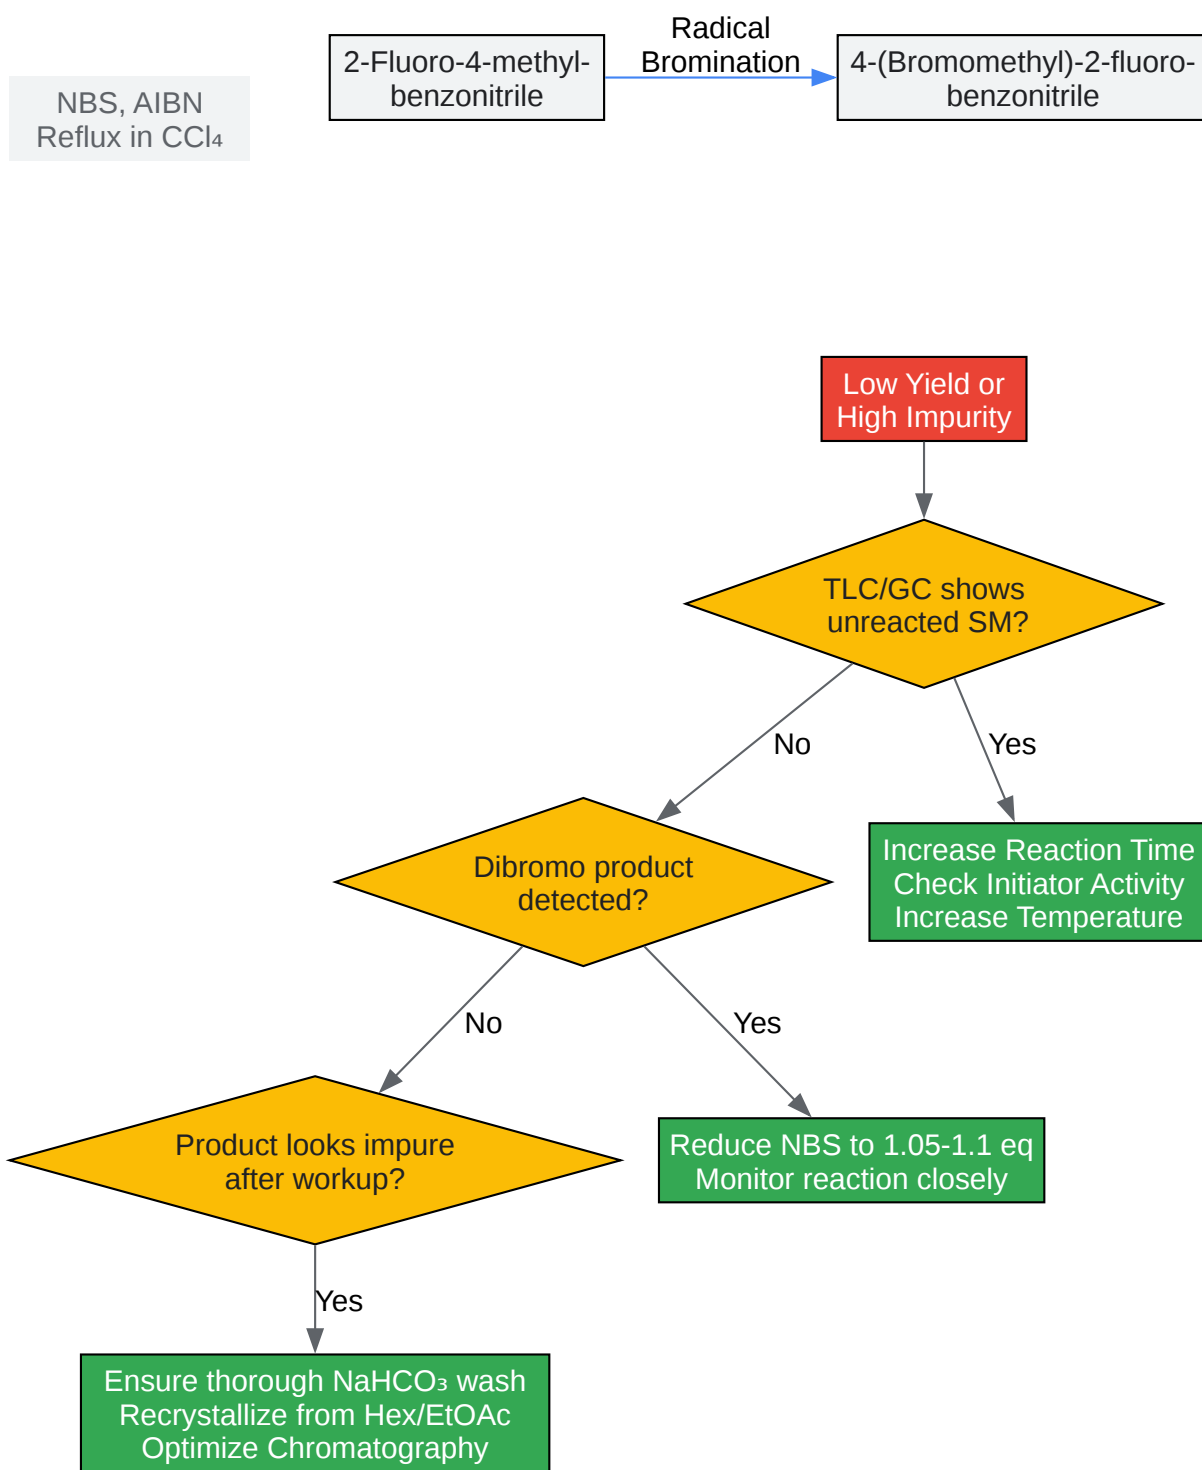 Radical
Bromination
2-Fluoro-4-methyl-
benzonitrile
4-(Bromomethyl)-2-fluoro-
benzonitrile
NBS, AIBN
Reflux in CCl₄
Low Yield or
High Impurity
TLC/GC shows
unreacted SM?
No
Yes
Dibromo product
detected?
Increase Reaction Time
Check Initiator Activity
Increase Temperature
No
Yes
Product looks impure
after workup?
Reduce NBS to 1.05-1.1 eq
Monitor reaction closely
Yes
Ensure thorough NaHCO₃ wash
Recrystallize from Hex/EtOAc
Optimize Chromatography